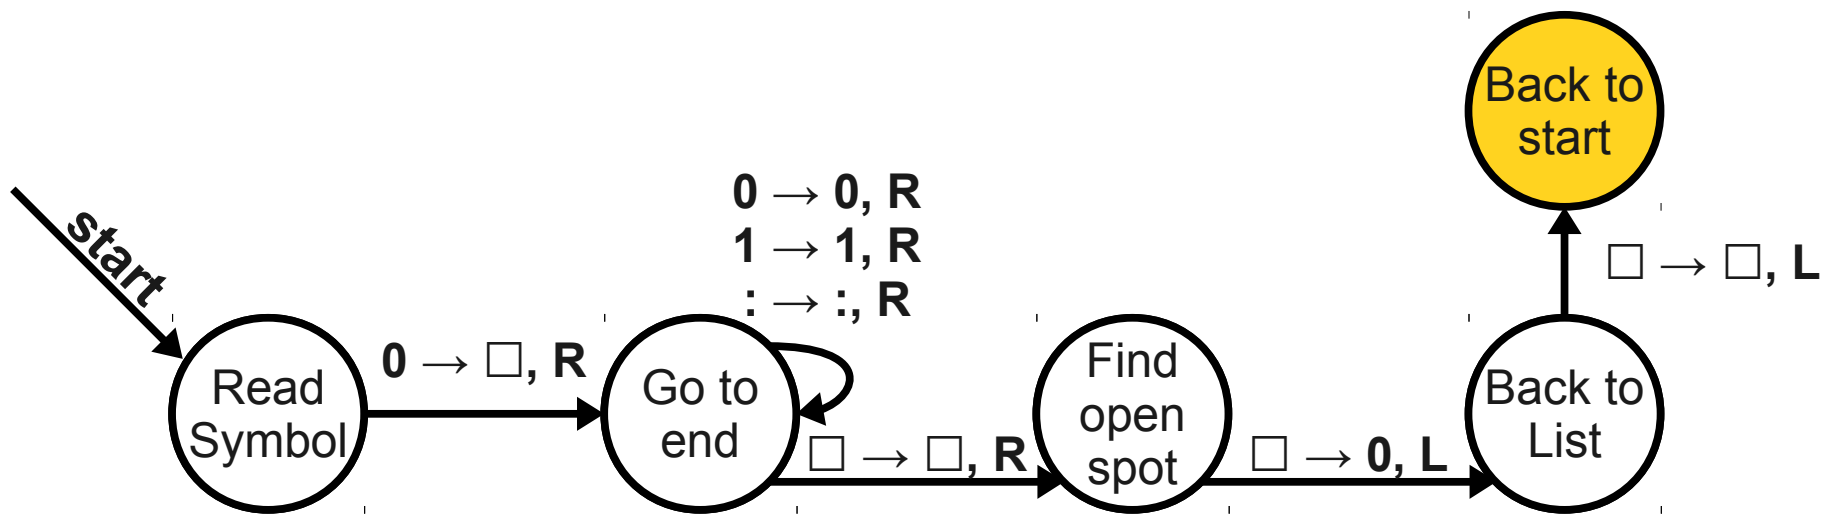 start
Read
Symbol
0 → □, R
Go to
end
0 → 0, R
1 → 1, R
: → :, R
□ → □, R
Find
open
spot
□ → 0, L
Back to
List
□ → □, L
Back to
start